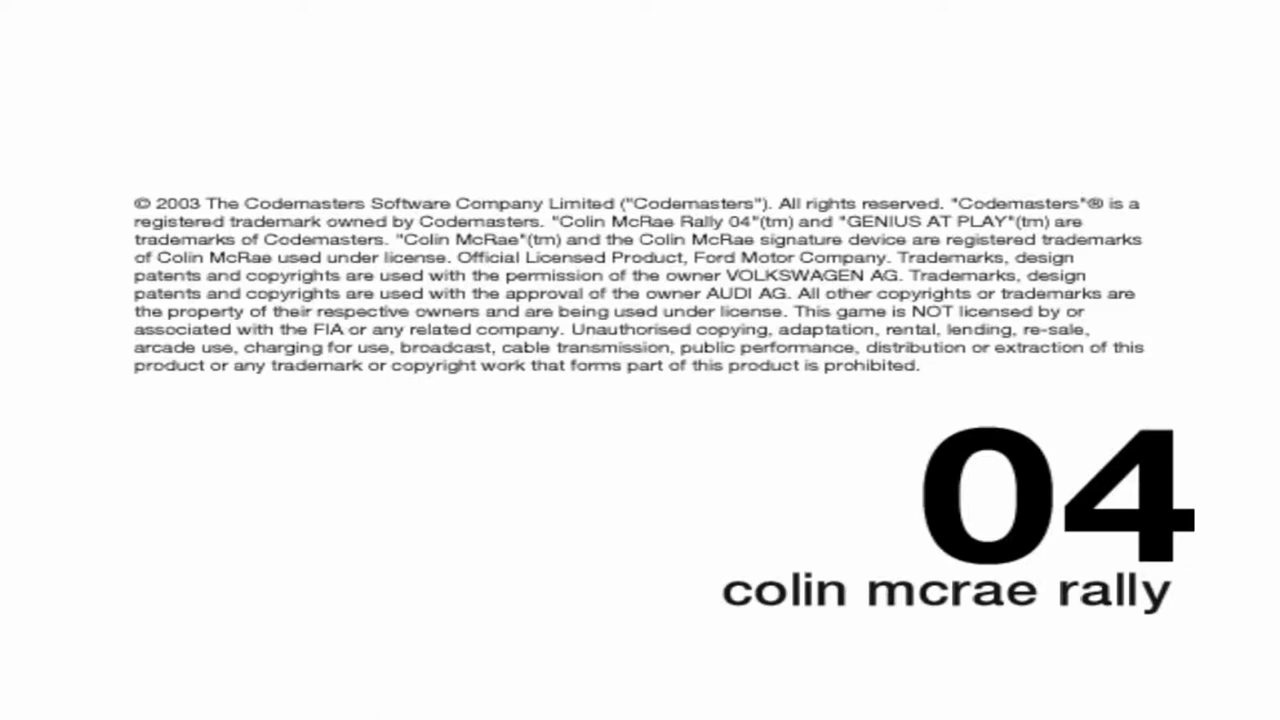 © 2003 The Codemasters Software Company Limited ("Codemasters"). All rights reserved. "Codemasters"® is a
registered trademark owned by Codemasters. "Colin McRae Rally 04"(tm) and "GENIUS AT PLAY"(tm) are
trademarks of Codemasters. "Colin McRae"(tm) and the Colin McRae signature device are registered trademarks
of Colin McRae used under license. Official Licensed Product, Ford Motor Company. Trademarks, design
patents and copyrights are used with the permission of the owner VOLKSWAGEN AG. Trademarks, design
patents and copyrights are used with the approval of the owner AUDI AG. All other copyrights or trademarks are
the property of their respective owners and are being used under license. This game is NOT licensed by or
associated with the FIA or any related company. Unauthorised copying, adaptation, rental, lending, re-sale,
arcade use, charging for use, broadcast, cable transmission, public performance, distribution or extraction of this
product or any trademark or copyright work that forms part of this product is prohibited.
04
colin mcrae rally